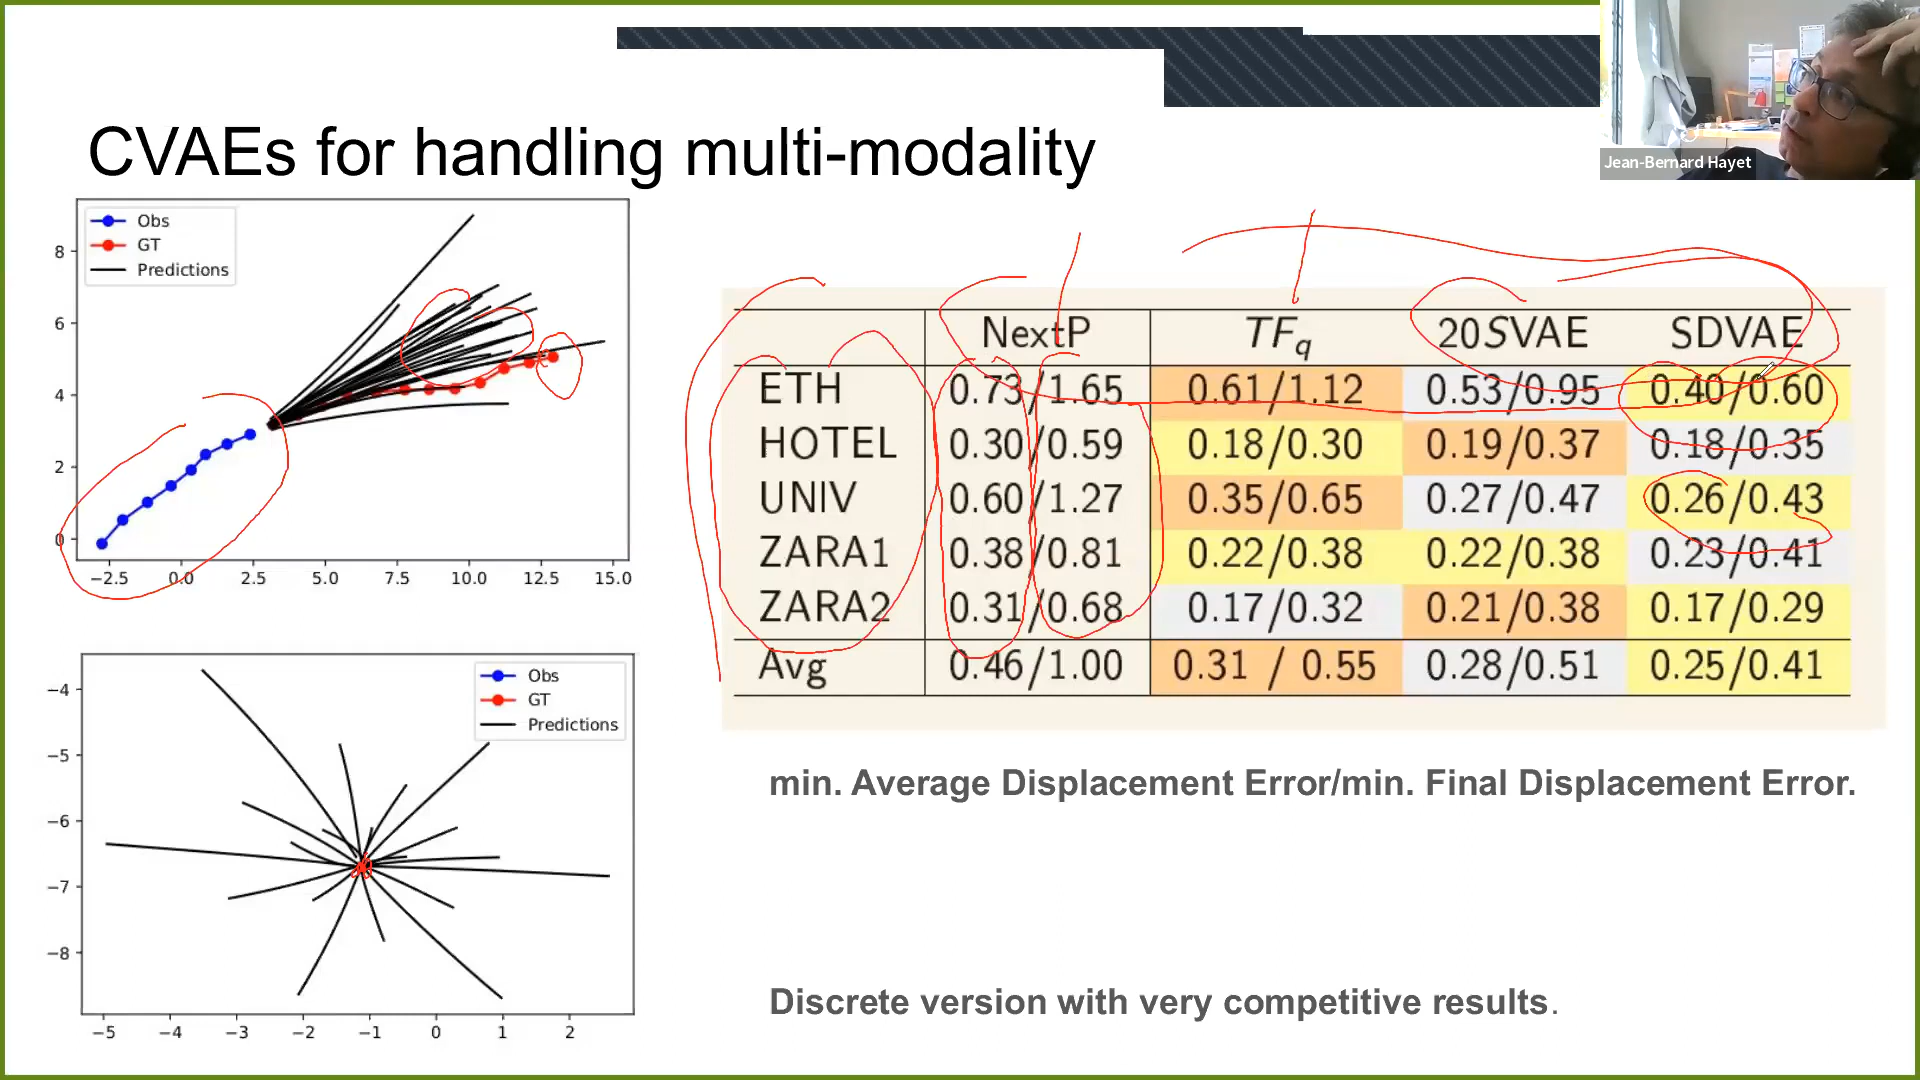 Jean-Bernard Hayet
CVAEs for handling multi-modality
Obs
GT
Predictions
8
6
4
2
0
−2.5 0.0 2.5 5.0 7.5 10.0 12.5 15.0
NextP TFq 20SVAE SDVAE
ETH 0.73/1.65 0.61/1.12 0.53/0.95 0.40/0.60
HOTEL 0.30/0.59 0.18/0.30 0.19/0.37 0.18/0.35
UNIV 0.60/1.27 0.35/0.65 0.27/0.47 0.26/0.43
ZARA1 0.38/0.81 0.22/0.38 0.22/0.38 0.23/0.41
ZARA2 0.31/0.68 0.17/0.32 0.21/0.38 0.17/0.29
Avg 0.46/1.00 0.31 / 0.55 0.28/0.51 0.25/0.41
Obs
GT
Predictions
−4
−5
−6
−7
−8
−5 −4 −3 −2 −1 0 1 2
min. Average Displacement Error/min. Final Displacement Error.
Discrete version with very competitive results.